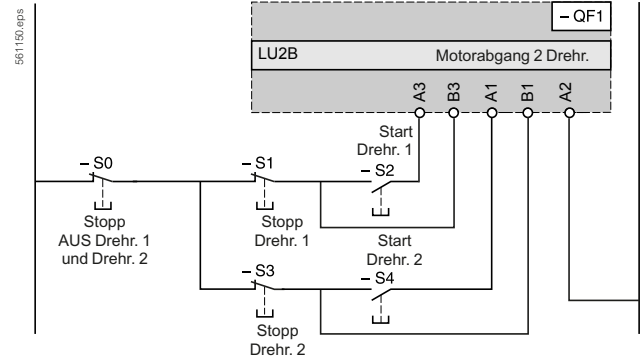 561150.eps
– QF1
LU2B
Motorabgang 2 Drehr.
A3
B3
A1
B1
A2
Start
Drehr. 1
– S0
– S1
– S2
Stopp
AUS Drehr. 1
und Drehr. 2
Stopp
Drehr. 1
Start
Drehr. 2
– S3
– S4
Stopp
Drehr. 2